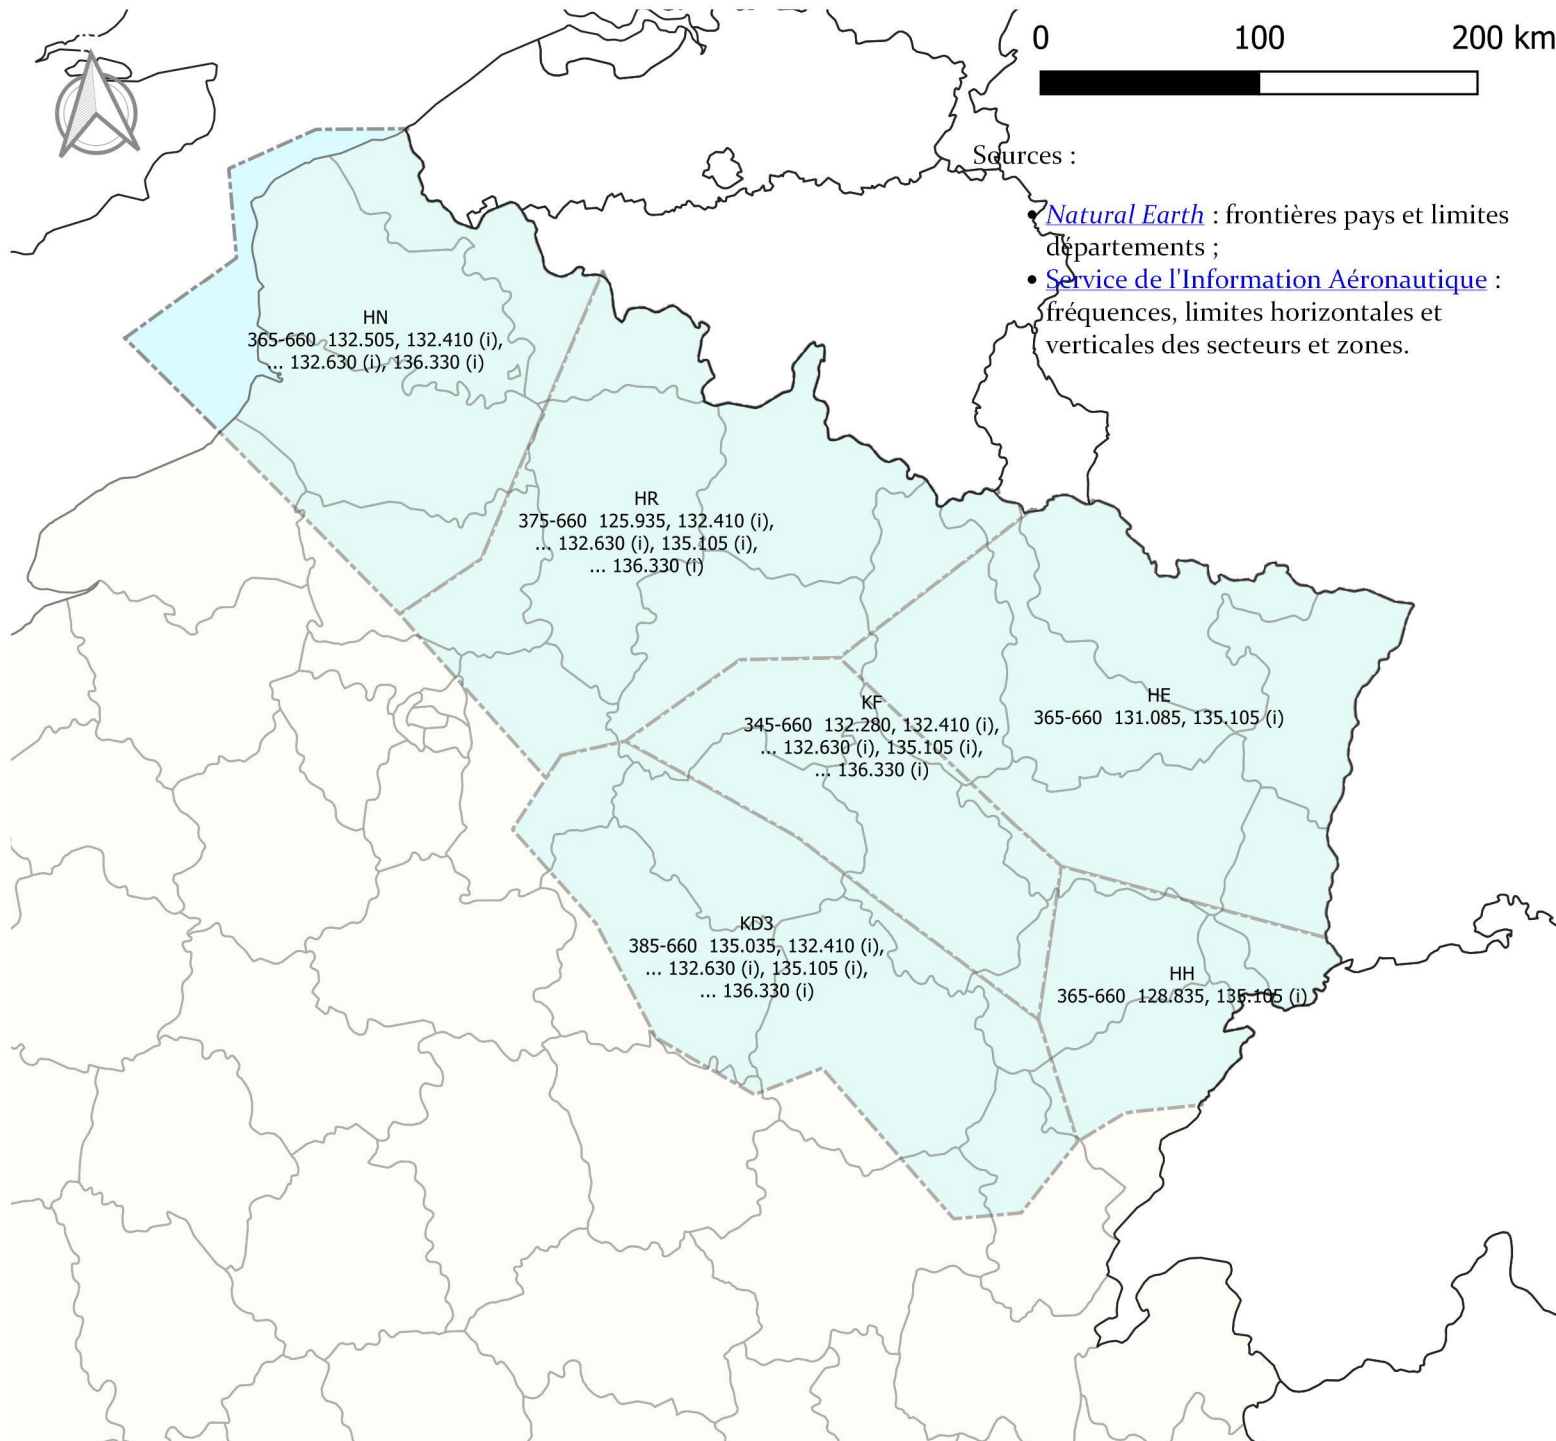 0 100 200 km
Sources :
• Natural Earth : frontières pays et limites
départements ;
• Service de l'Information Aéronautique :
fréquences, limites horizontales et
verticales des secteurs et zones.
HN
365-660 132.505, 132.410 (i),
... 132.630 (i), 136.330 (i)
HR
375-660 125.935, 132.410 (i),
... 132.630 (i), 135.105 (i),
... 136.330 (i)
HE
365-660 131.085, 135.105 (i)
KF
345-660 132.280, 132.410 (i),
... 132.630 (i), 135.105 (i),
... 136.330 (i)
KD3
385-660 135.035, 132.410 (i),
... 132.630 (i), 135.105 (i),
... 136.330 (i)
HH
365-660 128.835, 135.105 (i)